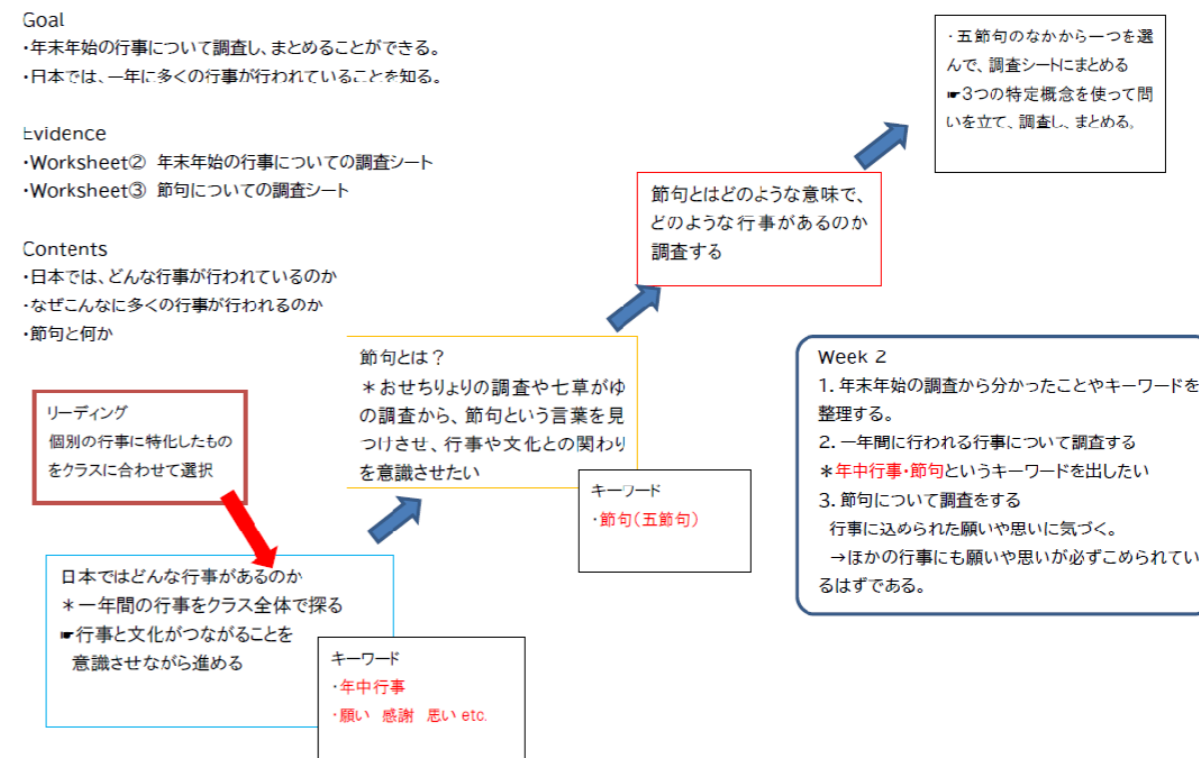 Goal
・年末年始の行事について調査し、まとめることができる。
・日本では、一年に多くの行事が行われていることを知る。
Evidence
・Worksheet② 年末年始の行事についての調査シート
・Worksheet③ 節句についての調査シート
Contents
・日本では、どんな行事が行われているのか
・なぜこんなに多くの行事が行われるのか
・節句と何か
リーディング
個別の行事に特化したもの
をクラスに合わせて選択
日本ではどんな行事があるのか
＊一年間の行事をクラス全体で探る
☛行事と文化がつながることを
意識させながら進める
キーワード
・年中行事
・願い 感謝 思い etc.
節句とは？
＊おせちりょりの調査や七草がゆ
の調査から、節句という言葉を見
つけさせ、行事や文化との関わり
を意識させたい
キーワード
・節句（五節句）
節句とはどのような意味で、
どのような行事があるのか
調査する
・五節句のなかから一つを選
んで、調査シートにまとめる
☛3つの特定概念を使って問
いを立て、調査し、まとめる。
Week 2
1. 年末年始の調査から分かったことやキーワードを
整理する。
2. 一年間に行われる行事について調査する
＊年中行事・節句というキーワードを出したい
3. 節句について調査をする
行事に込められた願いや思いに気づく。
→ほかの行事にも願いや思いが必ずこめられてい
るはずである。